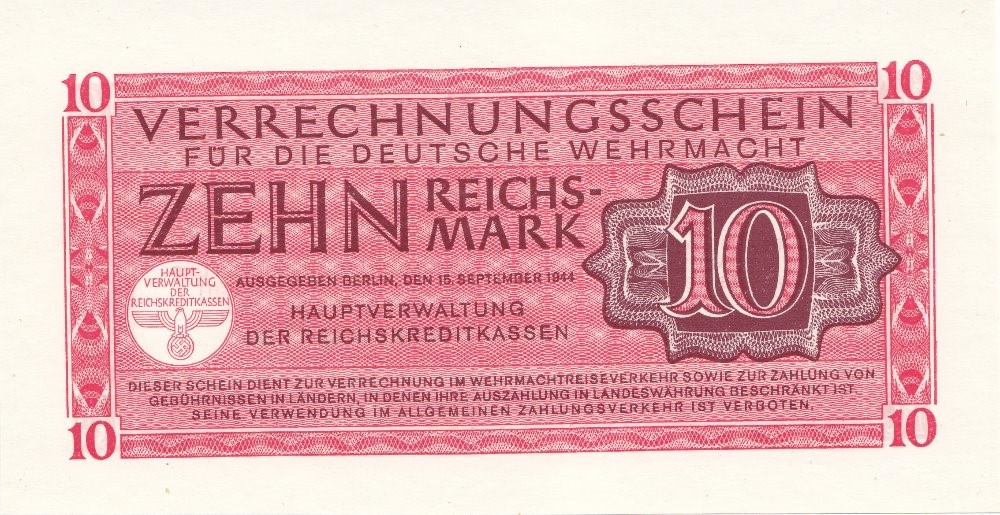 10
10
VERRECHNUNGSSCHEIN
FÜR DIE DEUTSCHE WEHRMACHT
ZEHN REICHS-
MARK
10
HAUPT-
VERWALTUNG
DER
REICHSKREDITKASSEN
AUSGEGEBEN BERLIN, DEN 15. SEPTEMBER 1944
HAUPTVERWALTUNG
DER REICHSKREDITKASSEN
DIESER SCHEIN DIENT ZUR VERRECHNUNG IM WEHRMACHTREISEVERKEHR SOWIE ZUR ZAHLUNG VON
GEBÜHRNISSEN IN LÄNDERN, IN DENEN IHRE AUSZAHLUNG IN LANDESWÄHRUNG BESCHRÄNKT IST.
SEINE VERWENDUNG IM ALLGEMEINEN ZAHLUNGSVERKEHR IST VERBOTEN.
10
10